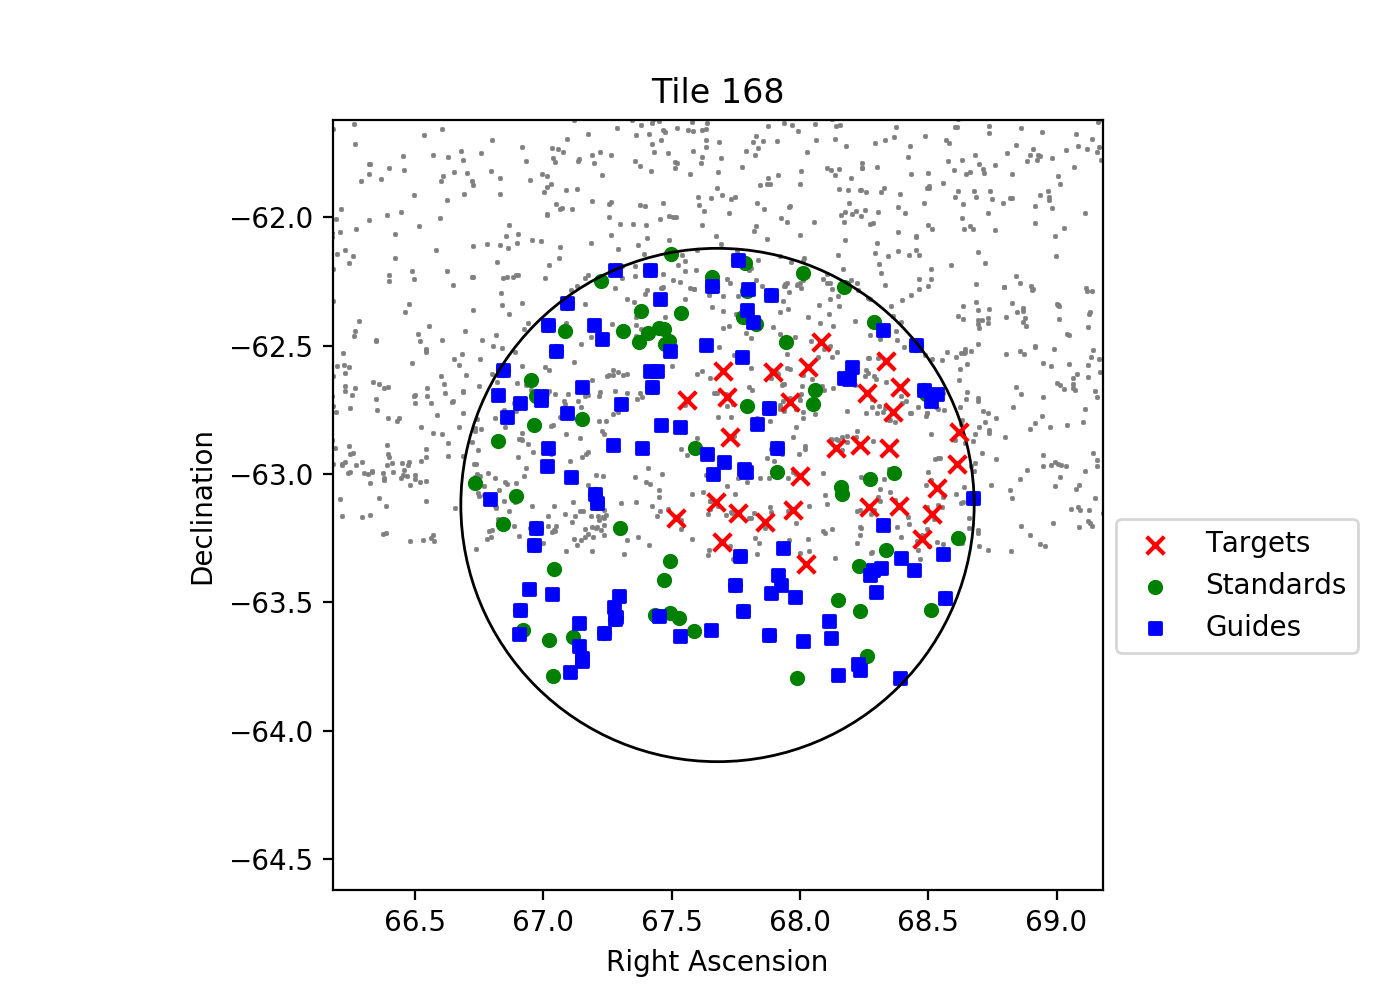 Tile 168
−62.0
−62.5
−63.0
−63.5
−64.0
−64.5
Declination
66.5 67.0 67.5 68.0 68.5 69.0
Right Ascension
Targets
Standards
Guides